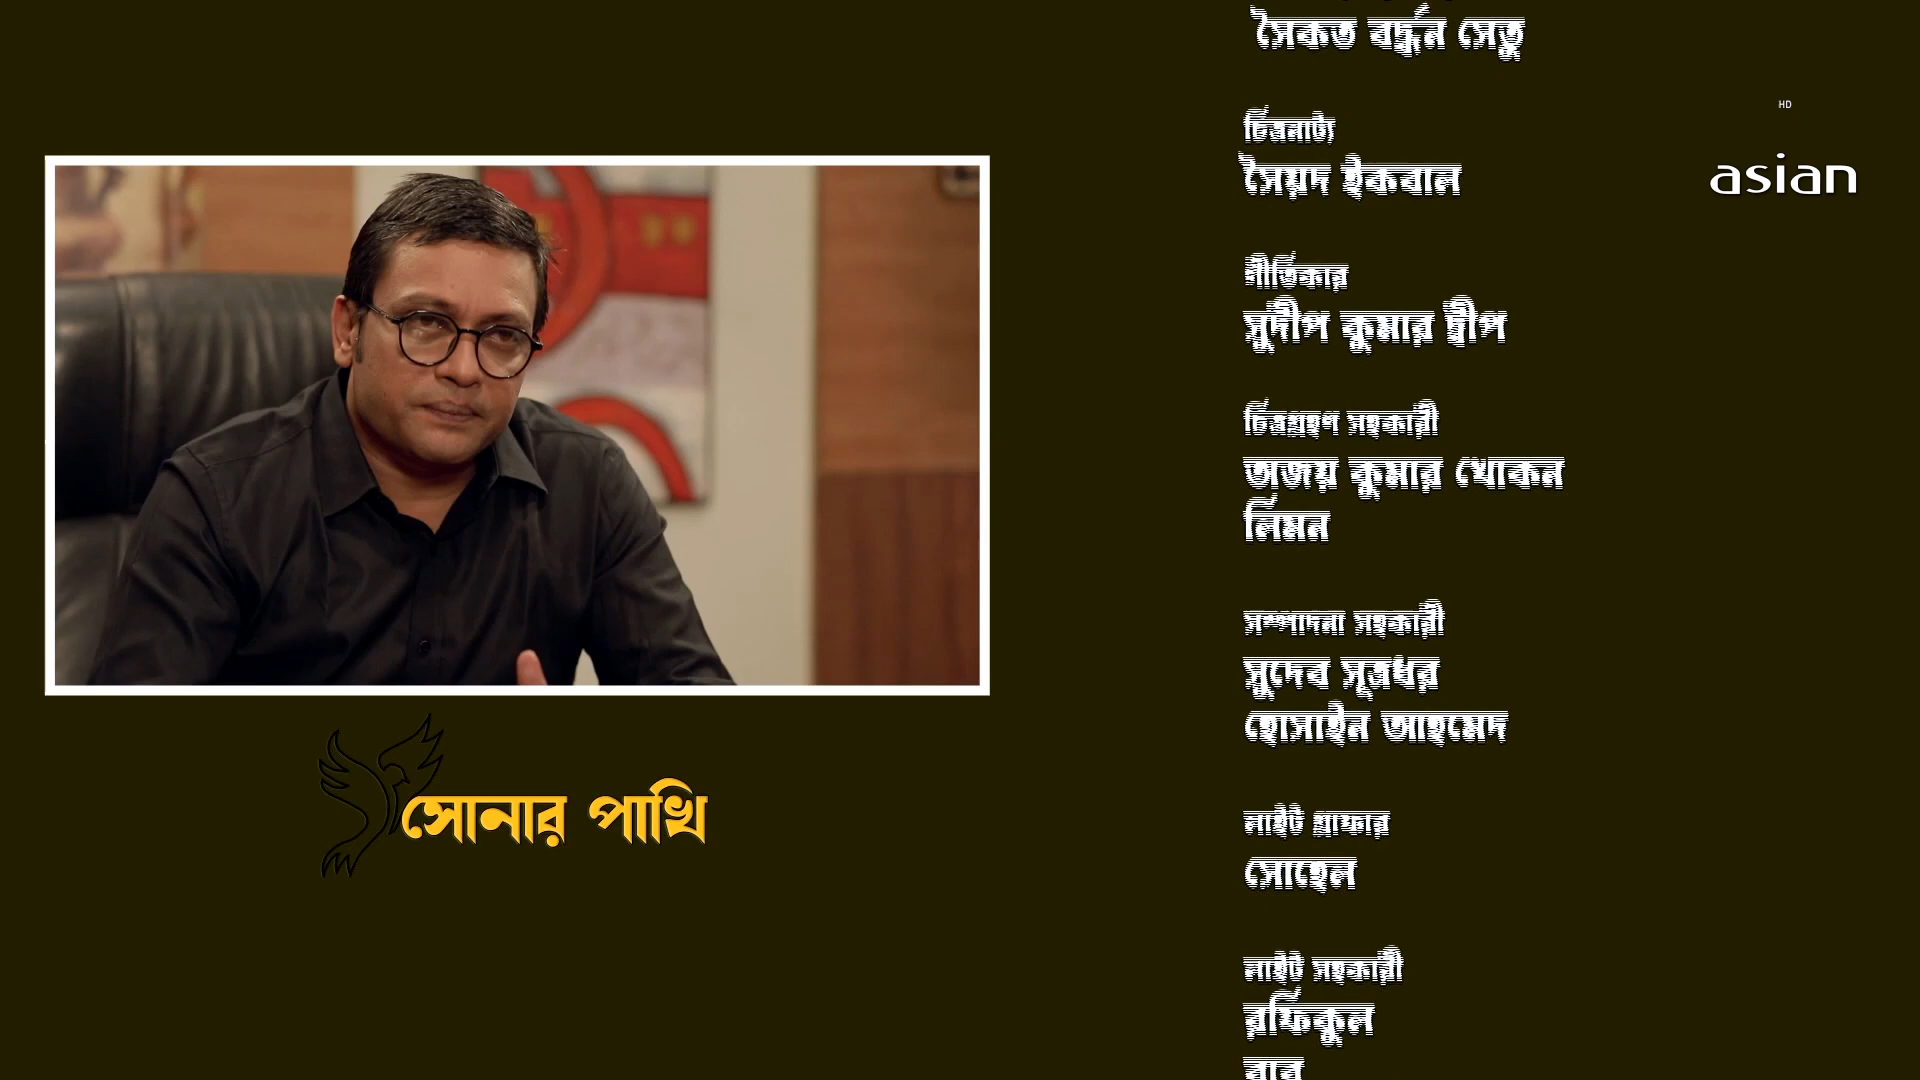 সৈকত বর্দ্ধন সেতু
HD
asian
চিত্রনাট্য
সৈয়দ ইকবাল
গীতিকার
সুদীপ কুমার দ্বীপ
চিত্রগ্রহণ সহকারী
অজয় কুমার খোকন
লিমন
সম্পাদনা সহকারী
সুদেব সূত্রধর
হোসাইন আহমেদ
লাইট গ্রাফার
সোহেল
লাইট সহকারী
রফিকুল
সোনার পাখি